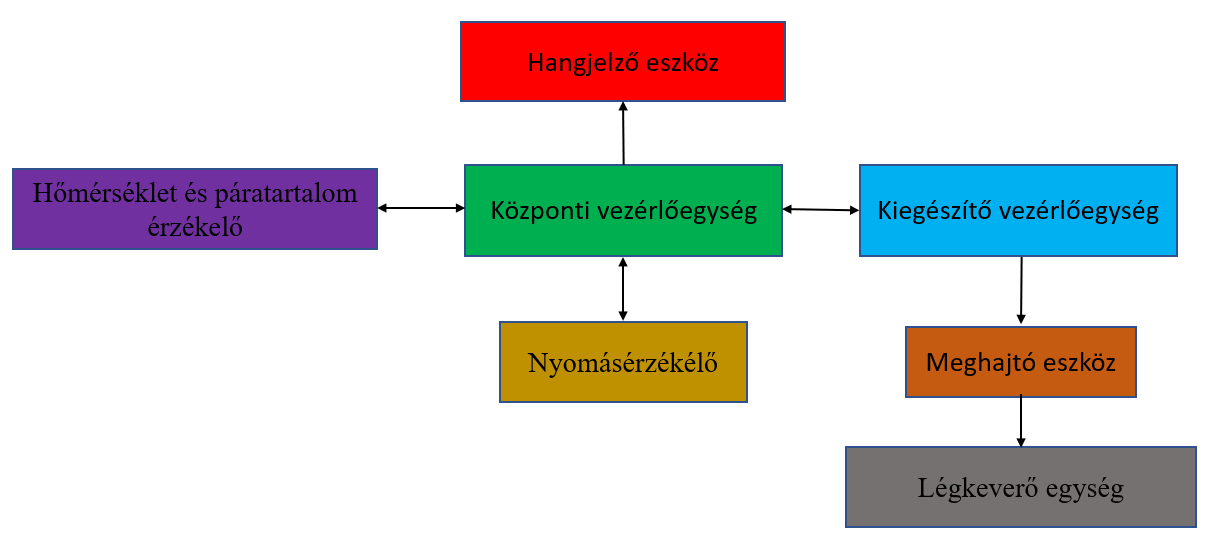 Hangjelző eszköz
Hőmérséklet és páratartalom
érzékelő
Központi vezérlőegység
Kiegészítő vezérlőegység
Nyomásérzékélő
Meghajtó eszköz
Légkeverő egység